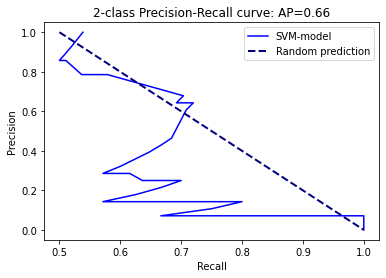 2-class Precision-Recall curve: AP=0.66
SVM-model
Random prediction
Precision
1.0
0.8
0.6
0.4
0.2
0.0
0.5
0.6
0.7
0.8
0.9
1.0
Recall